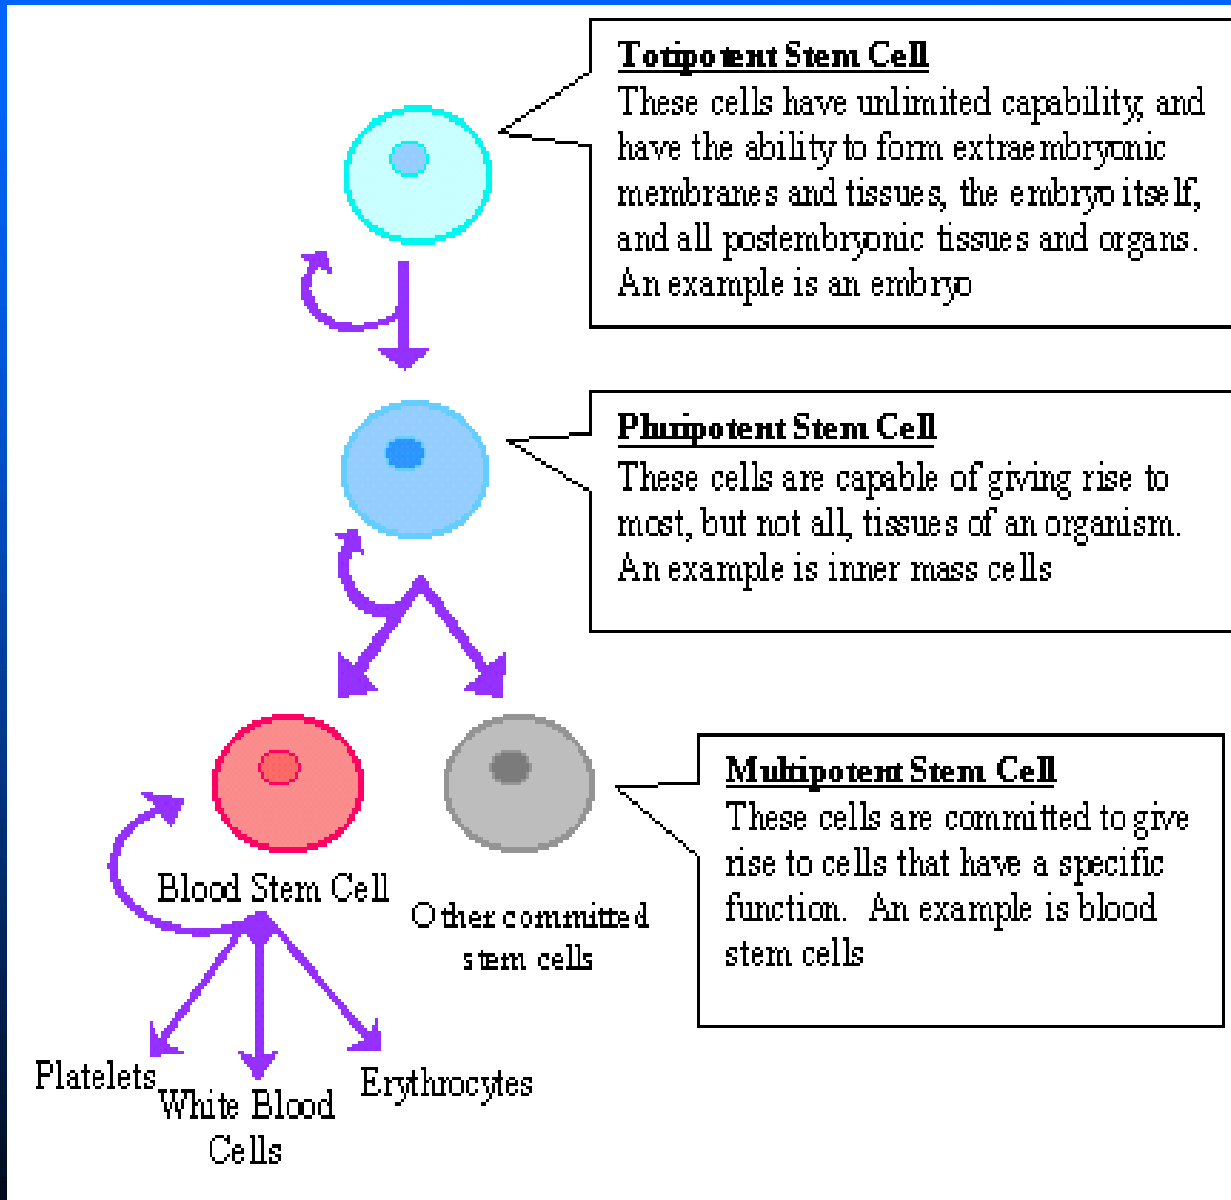 Totipotent Stem Cell
These cells have unlimited capability, and
have the ability to form extraembryonic
membranes and tissues, the embryo itself,
and all postembryonic tissues and organs.
An example is an embryo
Pluripotent Stem Cell
These cells are capable of giving rise to
most, but not all, tissues of an organism.
An example is inner mass cells
Multipotent Stem Cell
These cells are committed to give
rise to cells that have a specific
function. An example is blood
stem cells
Blood Stem Cell
Other committed
stem cells
Platelets
White Blood
Cells
Erythrocytes